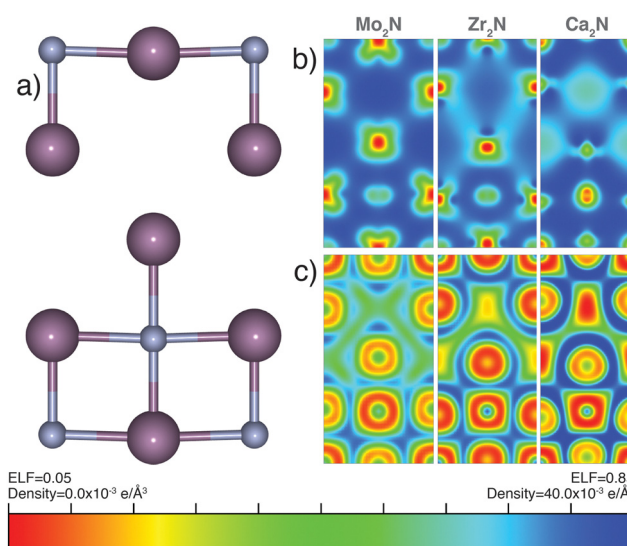 Mo₂N Zr₂N Ca₂N
a) b)
c)
ELF=0.05 ELF=0.8
Density=0.0x10⁻³ e/Å³ Density=40.0x10⁻³ e/Å